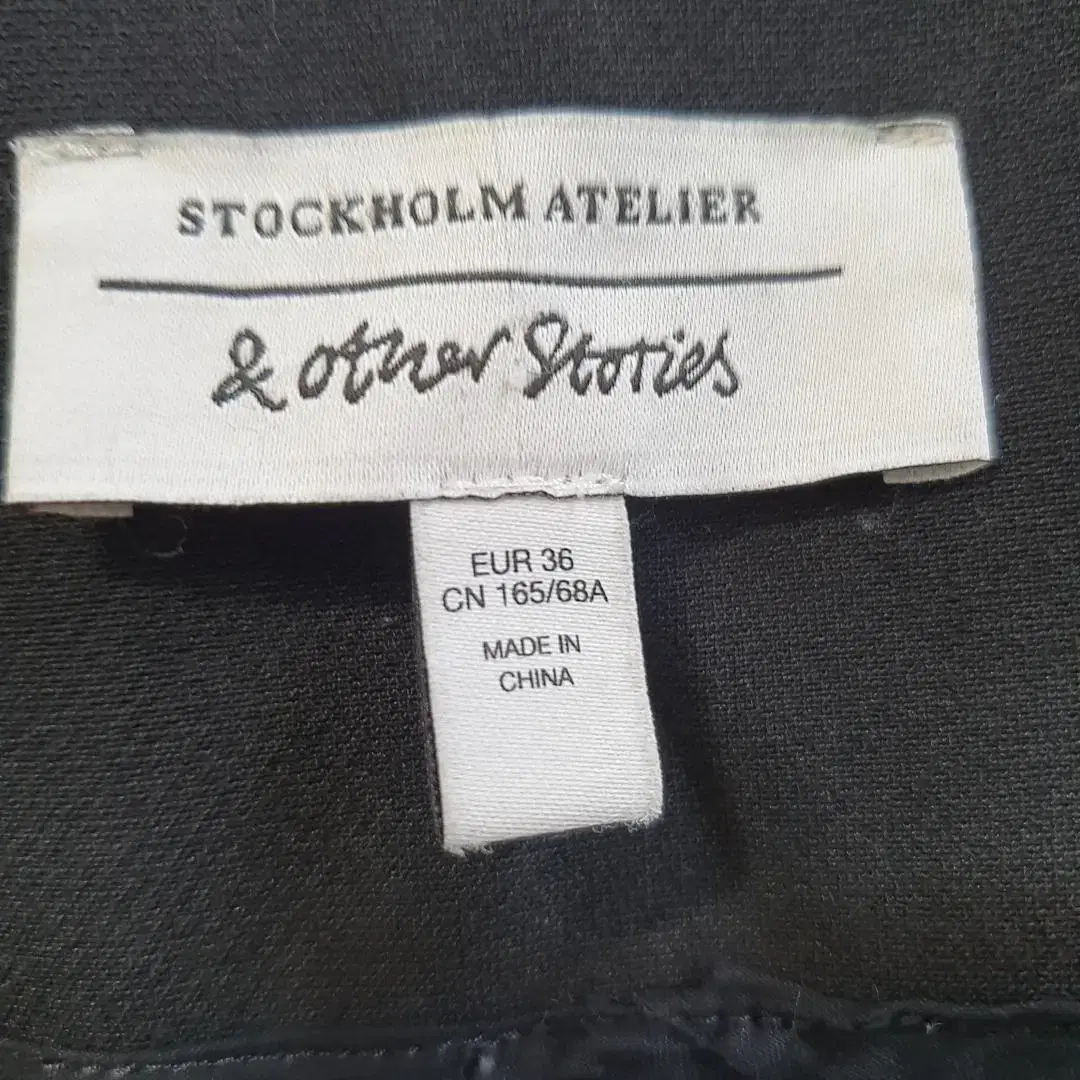 STOCKHOLM ATELIER
& other Stories
EUR 36
CN 165/68A
MADE IN
CHINA